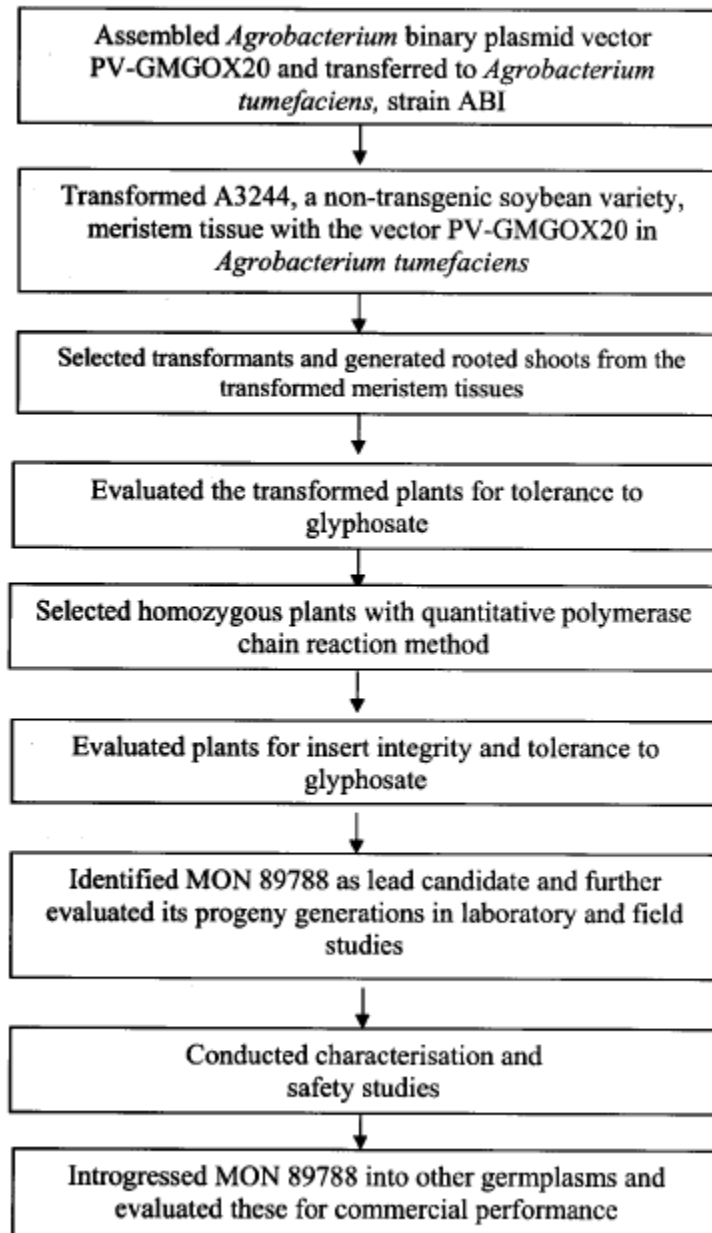 Assembled Agrobacterium binary plasmid vector
PV-GMGOX20 and transferred to Agrobacterium
tumefaciens, strain ABI
Transformed A3244, a non-transgenic soybean variety,
meristem tissue with the vector PV-GMGOX20 in
Agrobacterium tumefaciens
Selected transformants and generated rooted shoots from the
transformed meristem tissues
Evaluated the transformed plants for tolerance to
glyphosate
Selected homozygous plants with quantitative polymerase
chain reaction method
Evaluated plants for insert integrity and tolerance to
glyphosate
Identified MON 89788 as lead candidate and further
evaluated its progeny generations in laboratory and field
studies
Conducted characterisation and
safety studies
Introgressed MON 89788 into other germplasms and
evaluated these for commercial performance